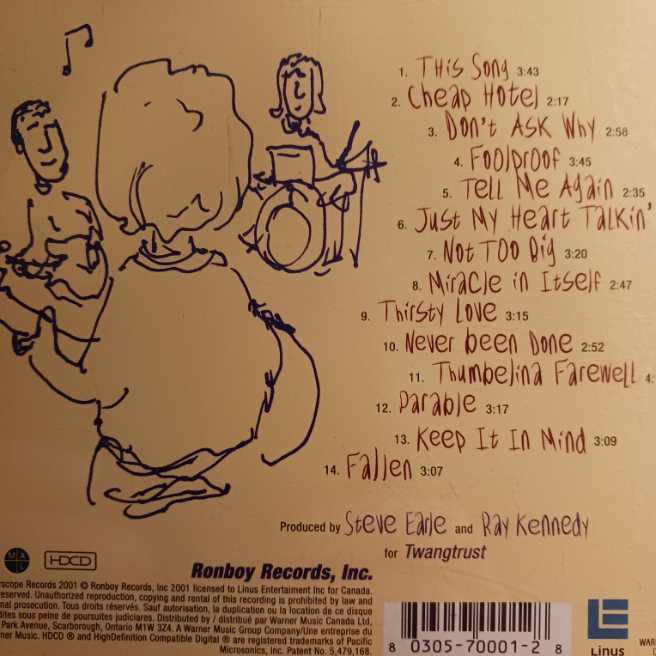 1. This Song 3:43
2. Cheap Hotel 2:17
3. Don't Ask Why 2:58
4. Foolproof 3:45
5. Tell Me Again 2:35
6. Just My Heart Talkin'
7. Not Too Big 3:20
8. Miracle in Itself 2:47
9. Thirsty Love 3:15
10. Never been Done 2:52
11. Thumbelina Farewell 4:
12. Parable 3:17
13. Keep It In Mind 3:09
14. Fallen 3:07
Produced by Steve Earle and Ray Kennedy
for Twangtrust
HDCD
Ronboy Records, Inc.
scope Records 2001 © Ronboy Records, Inc 2001 licensed to Linus Entertaiment Inc for Canada.
eserved. Unauthorized reproduction, copying and rental of this recording is prohibited by law and
nal prosecution. Tous droits réservés. Sauf autorisation, la duplication ou la location de ce disque
dites sous peine de poursuites judiciares. Distributed by / distribué par Warner Music Canada Ltd,
Park Avenue, Scarborough, Ontario M1W 3Z4. A Warner Music Group Company/Une entreprise du
ner Music. HDCD ® and HighDefinition Compatible Digital ® are registered trademarks of Pacific
Microsonics, Inc. Patent No. 5,479,168.
8 0305-70001-2 8
Linus
WAR